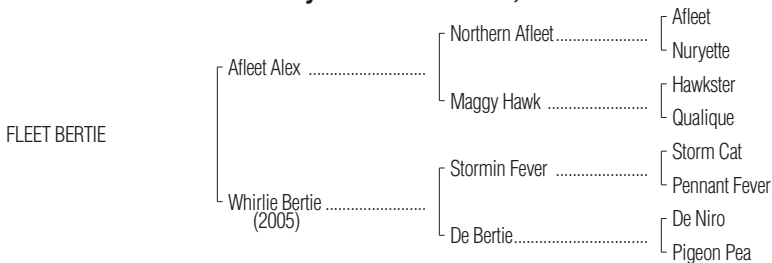 Afleet
Northern Afleet
Nuryette
Afleet Alex
Hawkster
Maggy Hawk
Qualique
FLEET BERTIE
Storm Cat
Stormin Fever
Pennant Fever
Whirlie Bertie
(2005)
De Niro
De Bertie
Pigeon Pea